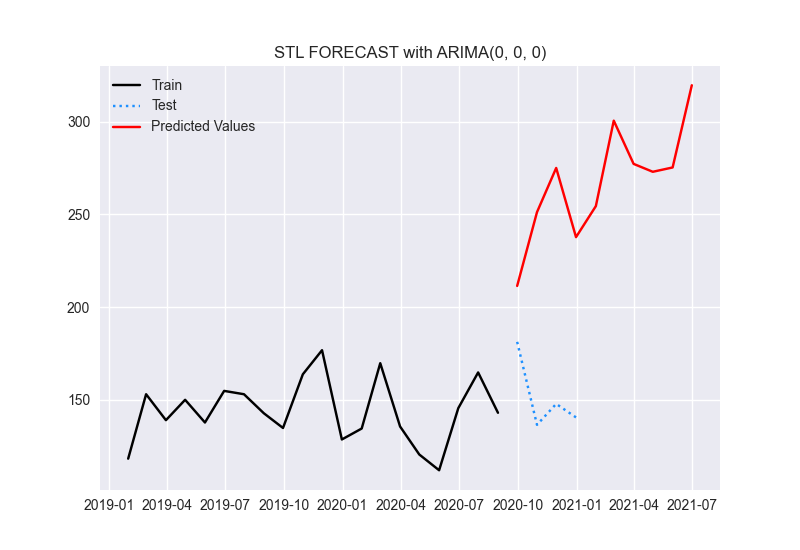 STL FORECAST with ARIMA(0, 0, 0)
Train
Test
Predicted Values
300
250
200
150
2019-01 2019-04 2019-07 2019-10 2020-01 2020-04 2020-07 2020-10 2021-01 2021-04 2021-07